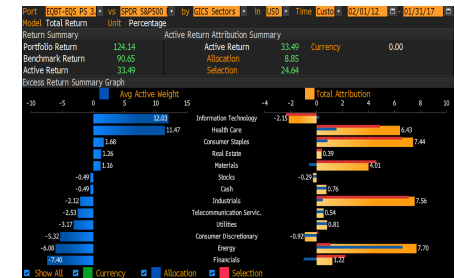 Port EQBT-EQS PS 3. vs SPDR S&P500 by GICS Sectors in USD Time Custo 02/01/12 - 01/31/17
Model Total Return Unit Percentage
Return Summary Active Return Attribution Summary
Portfolio Return 124.14 Active Return 33.49 Currency 0.00
Benchmark Return 90.65 Allocation 8.85
Active Return 33.49 Selection 24.64
Excess Return Summary Graph
Avg Active Weight Total Attribution
-10 -5 0 5 10 15 -4 -2 0 2 4 6 8 10
12.03 Information Technology -2.15
11.47 Health Care 6.43
1.68 Consumer Staples 7.44
1.26 Real Estate 0.39
1.16 Materials 4.01
-0.49 Stocks -0.29
-0.49 Cash 0.76
-2.12 Industrials 7.56
-2.53 Telecommunication Servic. 0.54
-3.17 Utilities 0.81
-5.32 Consumer Discretionary -0.92
-6.08 Energy 7.70
-7.40 Financials 1.22
Show All Currency Allocation Selection